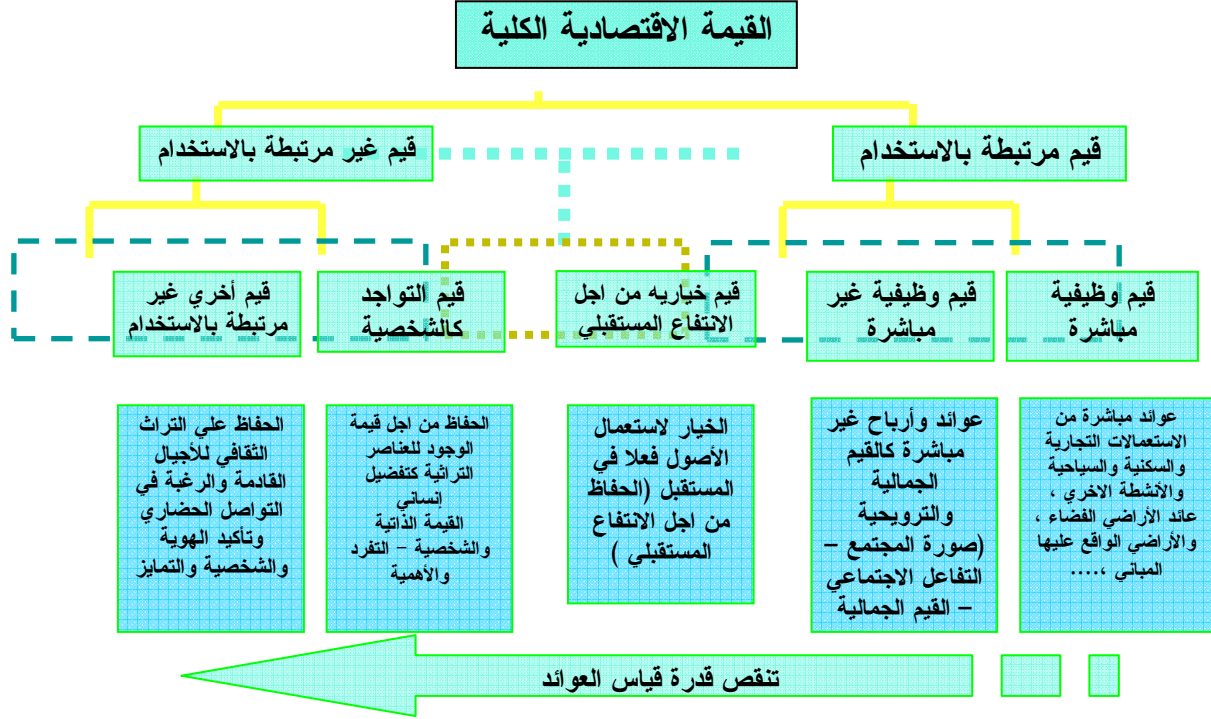 القيمة الاقتصادية الكلية
قيم مرتبطة بالاستخدام
قيم غير مرتبطة بالاستخدام
قيم وظيفية
مباشرة
قيم وظيفية غير
مباشرة
قيم خياريه من اجل
الانتفاع المستقبلي
قيم التواجد
كالشخصية
قيم أخري غير
مرتبطة بالاستخدام
عوائد مباشرة من
الاستعمالات التجارية
والسكنية والسياحية
والأنشطة الاخري ،
عائد الأراضي الفضاء ،
والأراضي الواقع عليها
المباني ،....
عوائد وأرباح غير
مباشرة كالقيم
الجمالية
والترويحية
(صورة المجتمع –
التفاعل الاجتماعي
– القيم الجمالية
الخيار لاستعمال
الأصول فعلا في
المستقبل (الحفاظ
من اجل الانتفاع
المستقبلي )
الحفاظ من اجل قيمة
الوجود للعناصر
التراثية كتفضيل
إنساني
القيمة الذاتية
والشخصية – التفرد
والأهمية
الحفاظ علي التراث
الثقافي للأجيال
القادمة والرغبة في
التواصل الحضاري
وتأكيد الهوية
والشخصية والتمايز
تنقص قدرة قياس العوائد